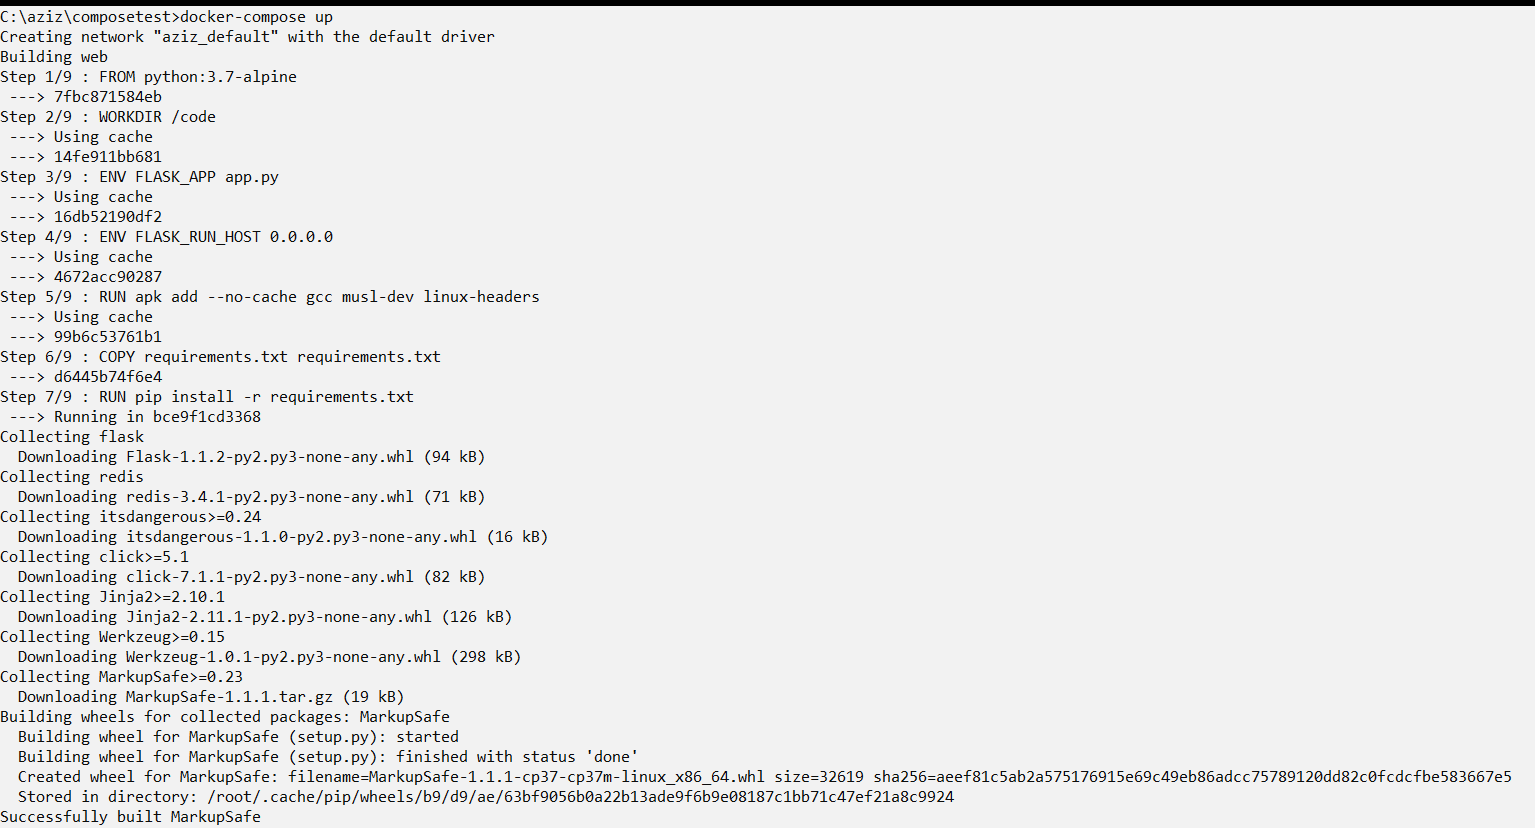 C:\aziz\composetest>docker-compose up
Creating network "aziz_default" with the default driver
Building web
Step 1/9 : FROM python:3.7-alpine
 ---> 7fbc871584eb
Step 2/9 : WORKDIR /code
 ---> Using cache
 ---> 14fe911bb681
Step 3/9 : ENV FLASK_APP app.py
 ---> Using cache
 ---> 16db52190df2
Step 4/9 : ENV FLASK_RUN_HOST 0.0.0.0
 ---> Using cache
 ---> 4672acc90287
Step 5/9 : RUN apk add --no-cache gcc musl-dev linux-headers
 ---> Using cache
 ---> 99b6c53761b1
Step 6/9 : COPY requirements.txt requirements.txt
 ---> d6445b74f6e4
Step 7/9 : RUN pip install -r requirements.txt
 ---> Running in bce9f1cd3368
Collecting flask
  Downloading Flask-1.1.2-py2.py3-none-any.whl (94 kB)
Collecting redis
  Downloading redis-3.4.1-py2.py3-none-any.whl (71 kB)
Collecting itsdangerous>=0.24
  Downloading itsdangerous-1.1.0-py2.py3-none-any.whl (16 kB)
Collecting click>=5.1
  Downloading click-7.1.1-py2.py3-none-any.whl (82 kB)
Collecting Jinja2>=2.10.1
  Downloading Jinja2-2.11.1-py2.py3-none-any.whl (126 kB)
Collecting Werkzeug>=0.15
  Downloading Werkzeug-1.0.1-py2.py3-none-any.whl (298 kB)
Collecting MarkupSafe>=0.23
  Downloading MarkupSafe-1.1.1.tar.gz (19 kB)
Building wheels for collected packages: MarkupSafe
  Building wheel for MarkupSafe (setup.py): started
  Building wheel for MarkupSafe (setup.py): finished with status 'done'
  Created wheel for MarkupSafe: filename=MarkupSafe-1.1.1-cp37-cp37m-linux_x86_64.whl size=32619 sha256=aeef81c5ab2a575176915e69c49eb86adcc75789120dd82c0fcdcfbe583667e5
  Stored in directory: /root/.cache/pip/wheels/b9/d9/ae/63bf9056b0a22b13ade9f6b9e08187c1bb71c47ef21a8c9924
Successfully built MarkupSafe